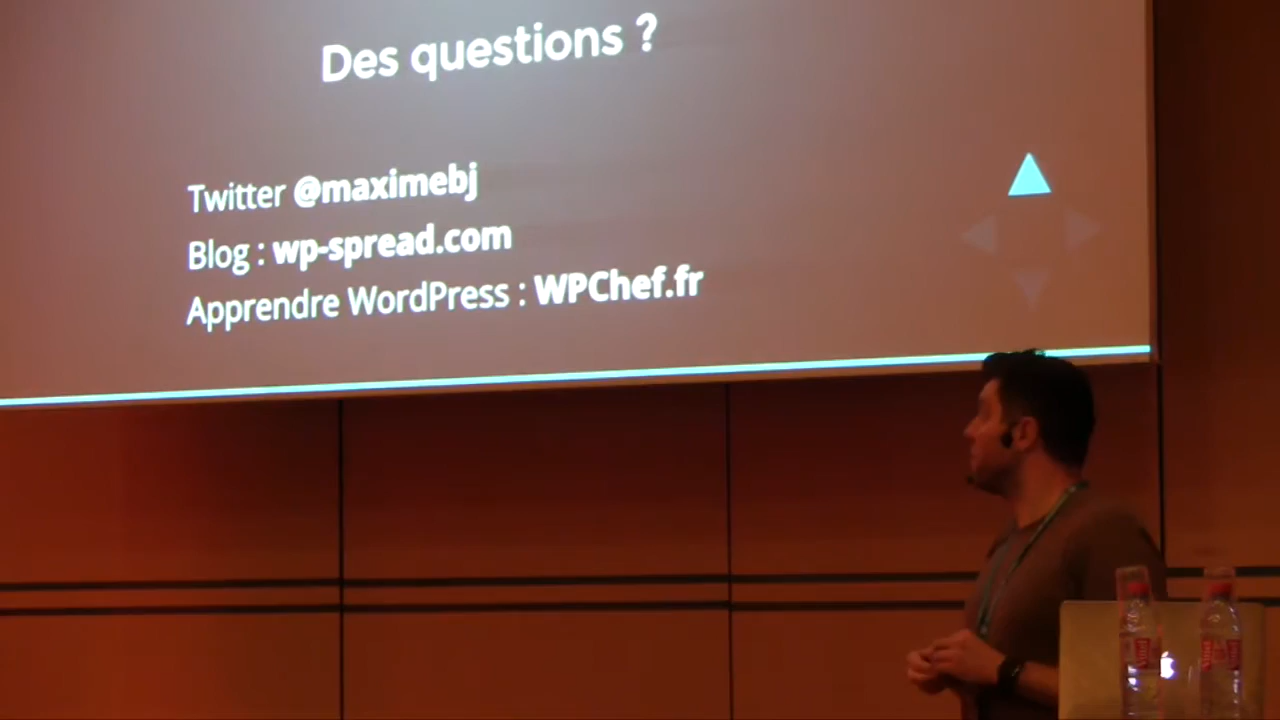 Des questions ?
Twitter @maximebj
Blog : wp-spread.com
Apprendre WordPress : WPChef.fr